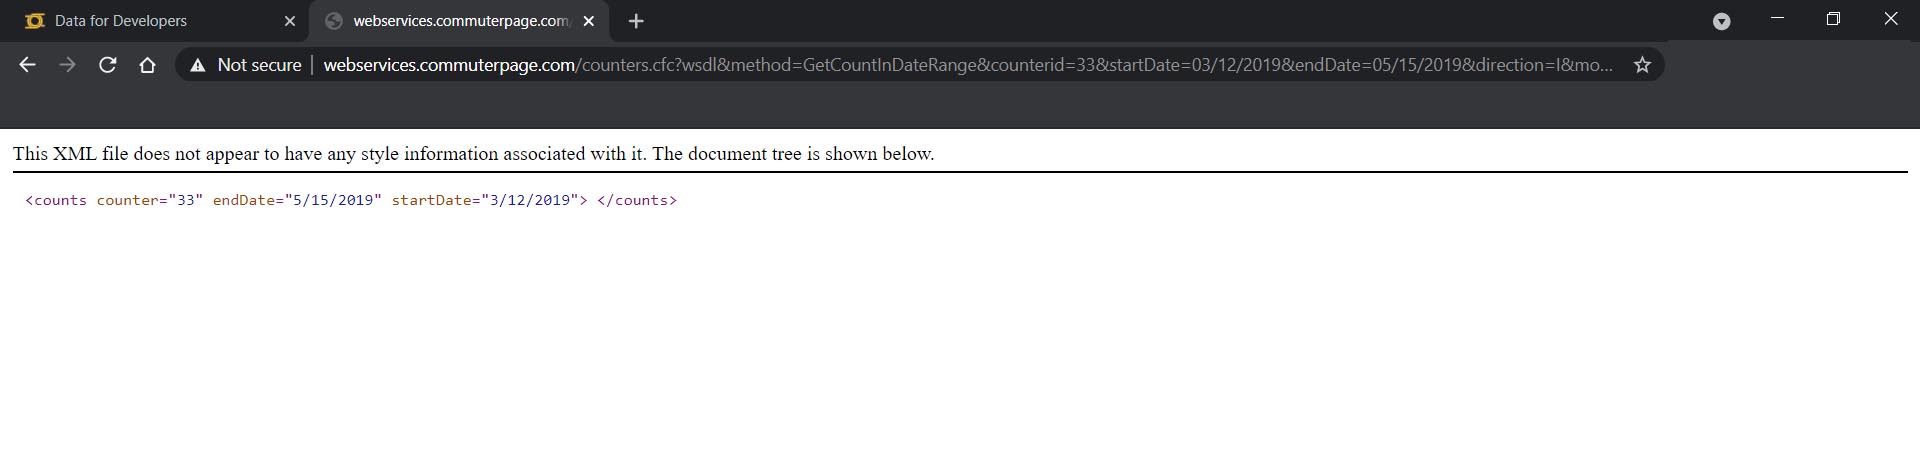 Data for Developers
webservices.commuterpage.com/
Not secure | webservices.commuterpage.com/counters.cfc?wsdl&method=GetCountInDateRange&counterid=33&startDate=03/12/2019&endDate=05/15/2019&direction=I&mo...
This XML file does not appear to have any style information associated with it. The document tree is shown below.
<counts counter="33" endDate="5/15/2019" startDate="3/12/2019"> </counts>